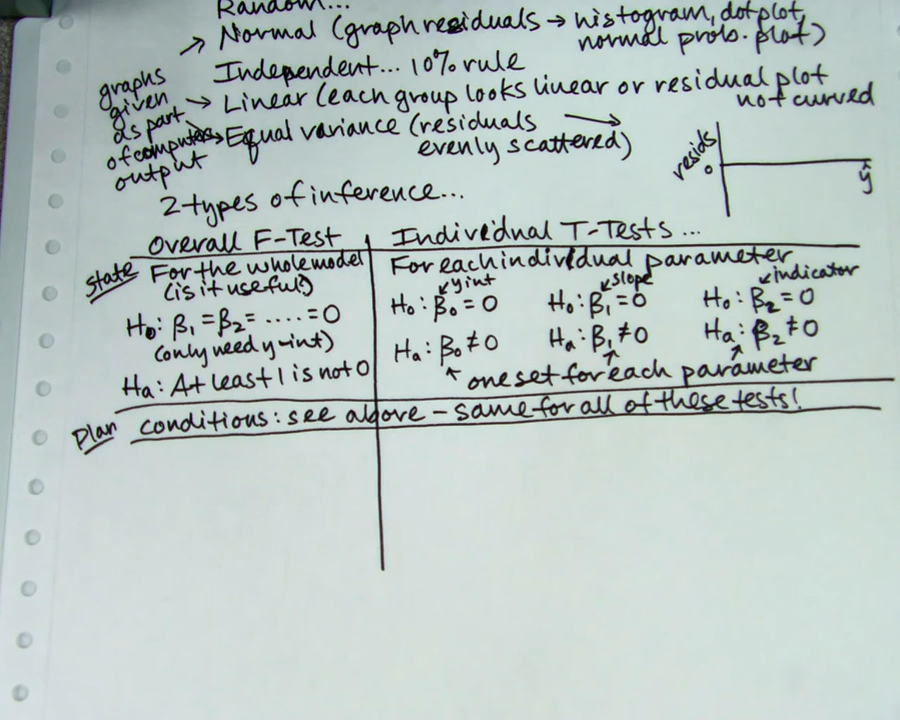 Random...
Normal (graph residuals → histogram, dotplot,
normal prob. plot)
Independent... 10% rule
graphs
given
as part
of computer
output
Linear (each group looks linear or residual plot
not curved
Equal variance (residuals
evenly scattered)
resids
0
ŷ
2 types of inference...
Overall F-Test
Individual T-Tests ...
State
For the whole model
(is it useful?)
H₀: β₁ = β₂ = ..... = 0
(only need y-int)
Ha: At least 1 is not 0
For each individual parameter
yint
slope
indicator
H₀: β₀ = 0 H₀: β₁ = 0 H₀: β₂ = 0
Ha: β₀ ≠ 0 Ha: β₁ ≠ 0 Ha: β₂ ≠ 0
one set for each parameter
Plan
conditions: see above - same for all of these tests!